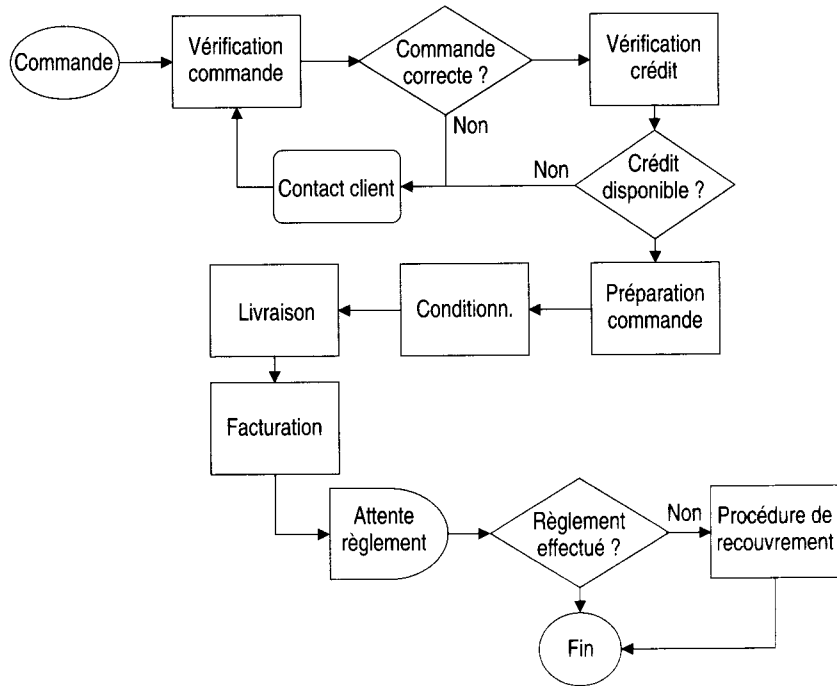 Commande
Vérification
commande
Commande
correcte ?
Vérification
crédit
Non
Contact client
Non
Crédit
disponible ?
Livraison
Conditionn.
Préparation
commande
Facturation
Attente
règlement
Règlement
effectué ?
Non
Procédure de
recouvrement
Fin